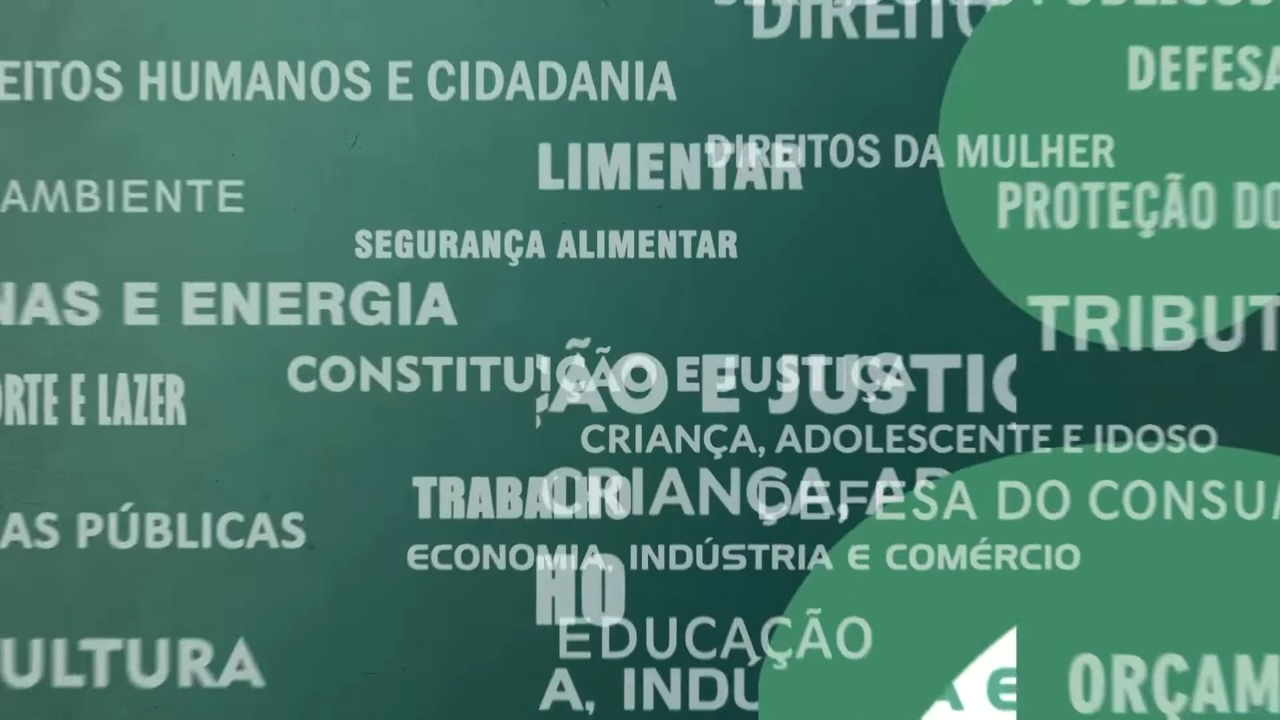 DIREITO
DEFESA
EITOS HUMANOS E CIDADANIA
DIREITOS DA MULHER
LIMENTAR
AMBIENTE
PROTEÇÃO DO
SEGURANÇA ALIMENTAR
NAS E ENERGIA
TRIBUT
CONSTITUIÇÃO E JUSTIÇA
ÃO E JUSTIÇ
ORTE E LAZER
CRIANÇA, ADOLESCENTE E IDOSO
TRABALHO
CRIANÇA, AD
DEFESA DO CONSU
AS PÚBLICAS
ECONOMIA, INDÚSTRIA E COMÉRCIO
HO
EDUCAÇÃO
ULTURA
A, INDÚ
A E
ORÇAM